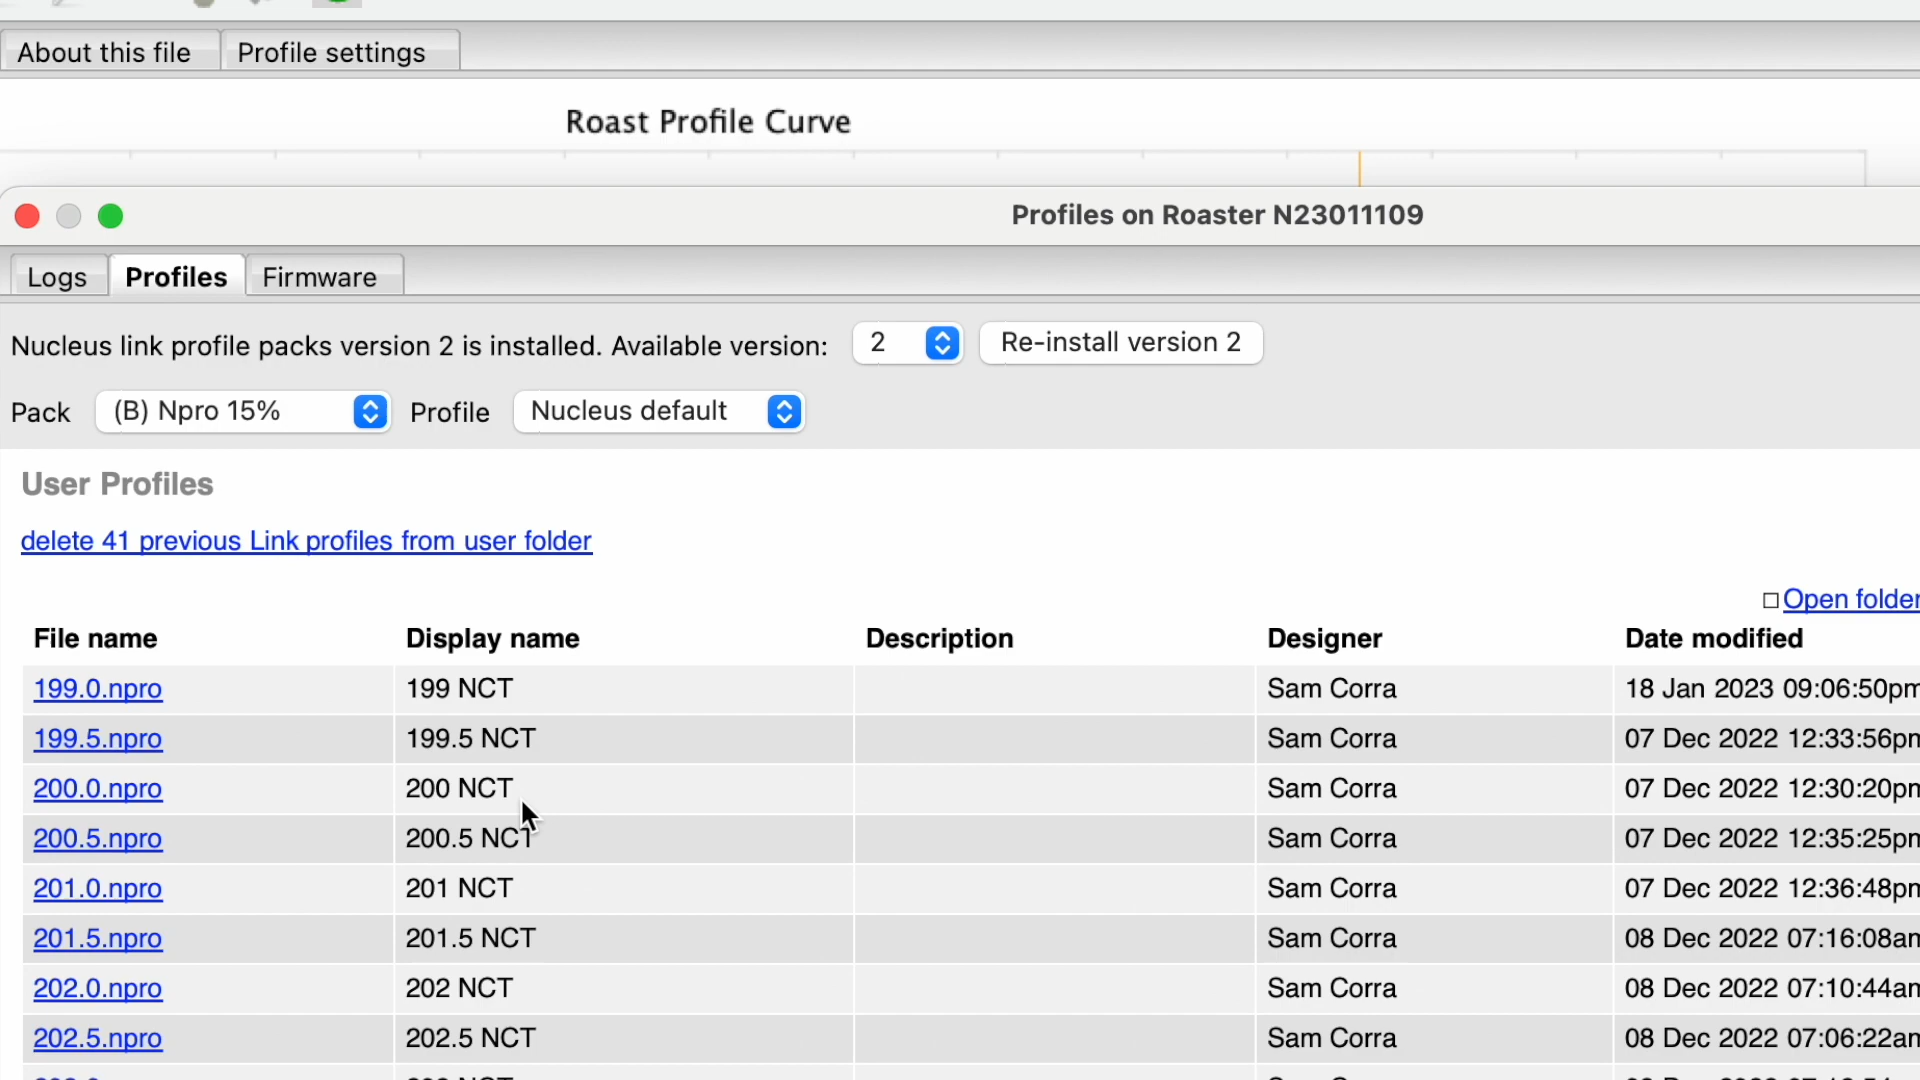 About this file Profile settings
Roast Profile Curve
Profiles on Roaster N23011109
Logs Profiles Firmware
Nucleus link profile packs version 2 is installed. Available version: 2 Re-install version 2
Pack (B) Npro 15% Profile Nucleus default
User Profiles
delete 41 previous Link profiles from user folder
Open folder
File name Display name Description Designer Date modified
199.0.npro 199 NCT Sam Corra 18 Jan 2023 09:06:50pm
199.5.npro 199.5 NCT Sam Corra 07 Dec 2022 12:33:56pm
200.0.npro 200 NCT Sam Corra 07 Dec 2022 12:30:20pm
200.5.npro 200.5 NCT Sam Corra 07 Dec 2022 12:35:25pm
201.0.npro 201 NCT Sam Corra 07 Dec 2022 12:36:48pm
201.5.npro 201.5 NCT Sam Corra 08 Dec 2022 07:16:08am
202.0.npro 202 NCT Sam Corra 08 Dec 2022 07:10:44am
202.5.npro 202.5 NCT Sam Corra 08 Dec 2022 07:06:22am